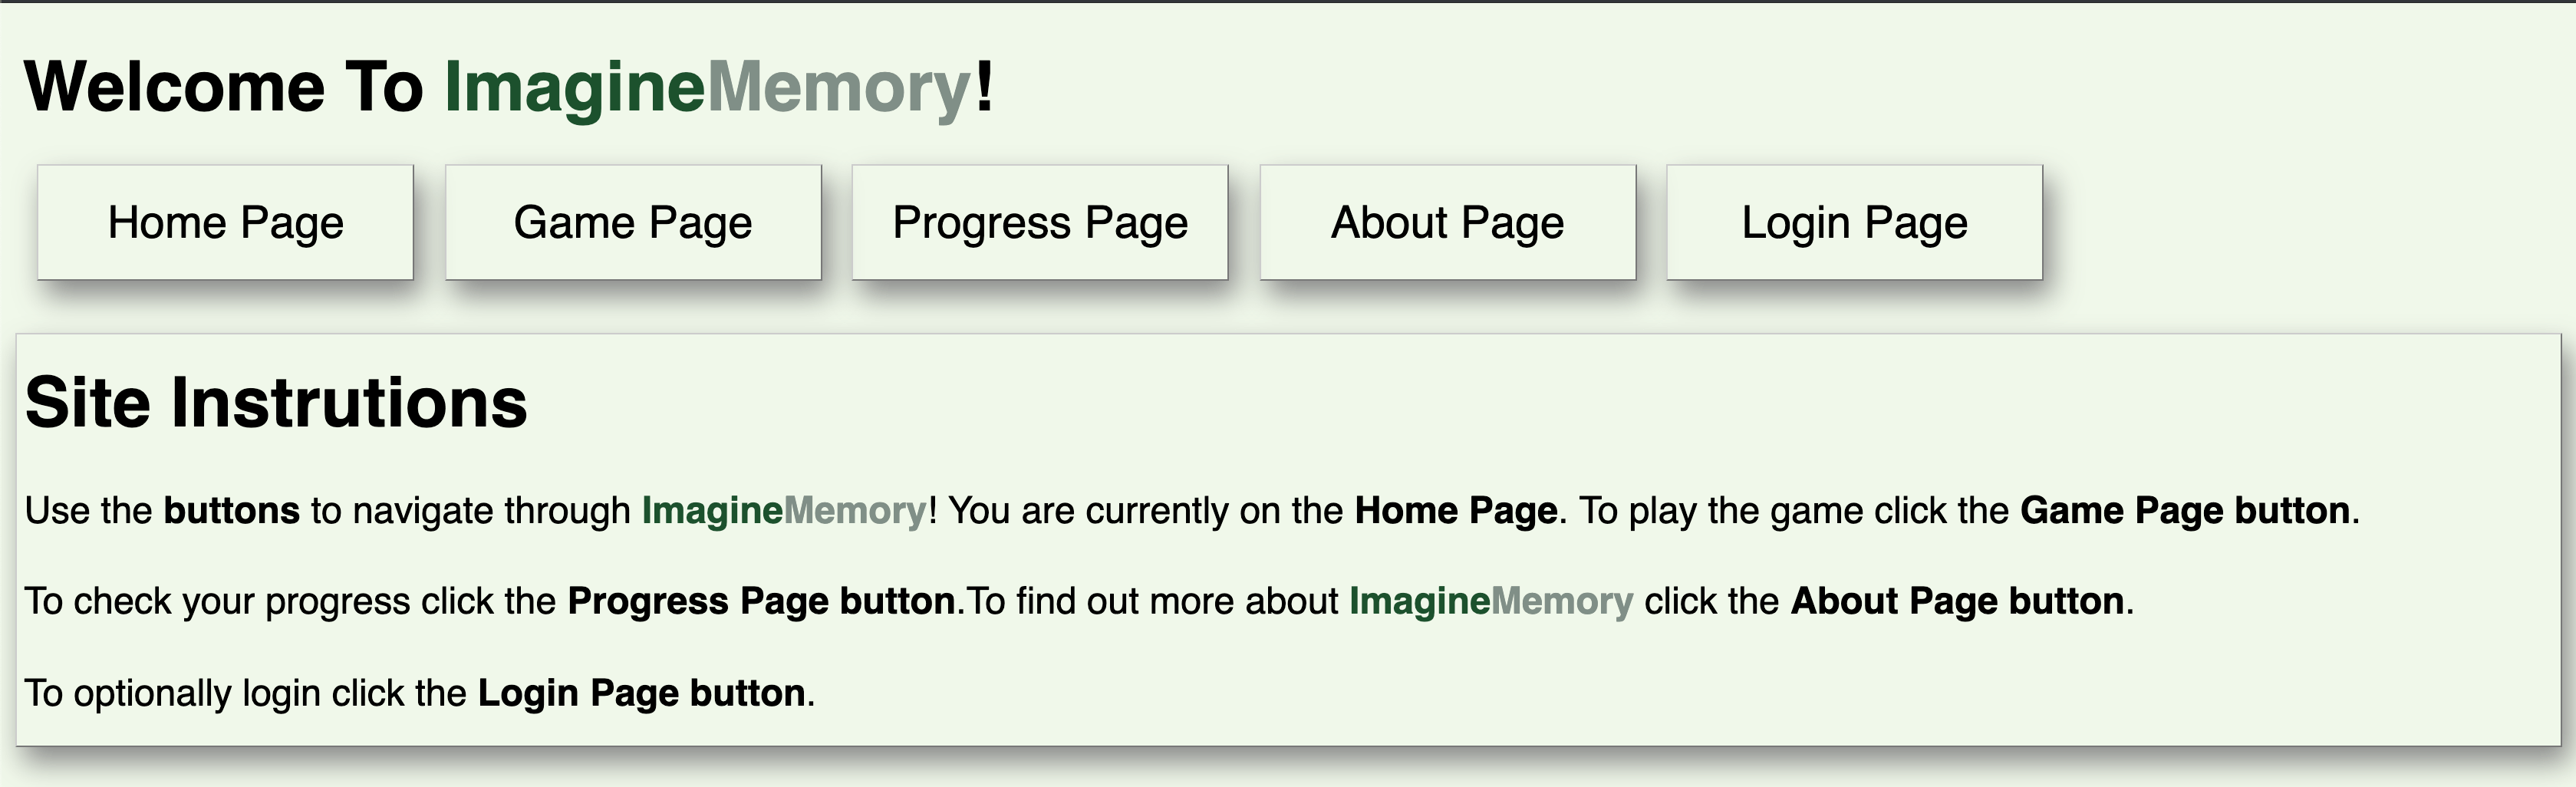 Welcome To ImagineMemory!
Home Page
Game Page
Progress Page
About Page
Login Page
Site Instrutions
Use the buttons to navigate through ImagineMemory! You are currently on the Home Page. To play the game click the Game Page button.
To check your progress click the Progress Page button.To find out more about ImagineMemory click the About Page button.
To optionally login click the Login Page button.